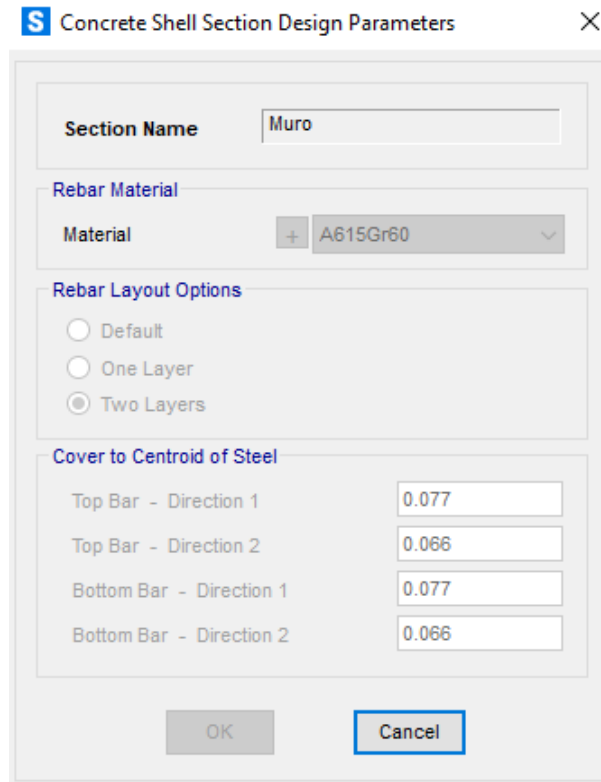 S Concrete Shell Section Design Parameters
Section Name Muro
Rebar Material
Material + A615Gr60
Rebar Layout Options
Default
One Layer
Two Layers
Cover to Centroid of Steel
Top Bar - Direction 1 0.077
Top Bar - Direction 2 0.066
Bottom Bar - Direction 1 0.077
Bottom Bar - Direction 2 0.066
OK Cancel